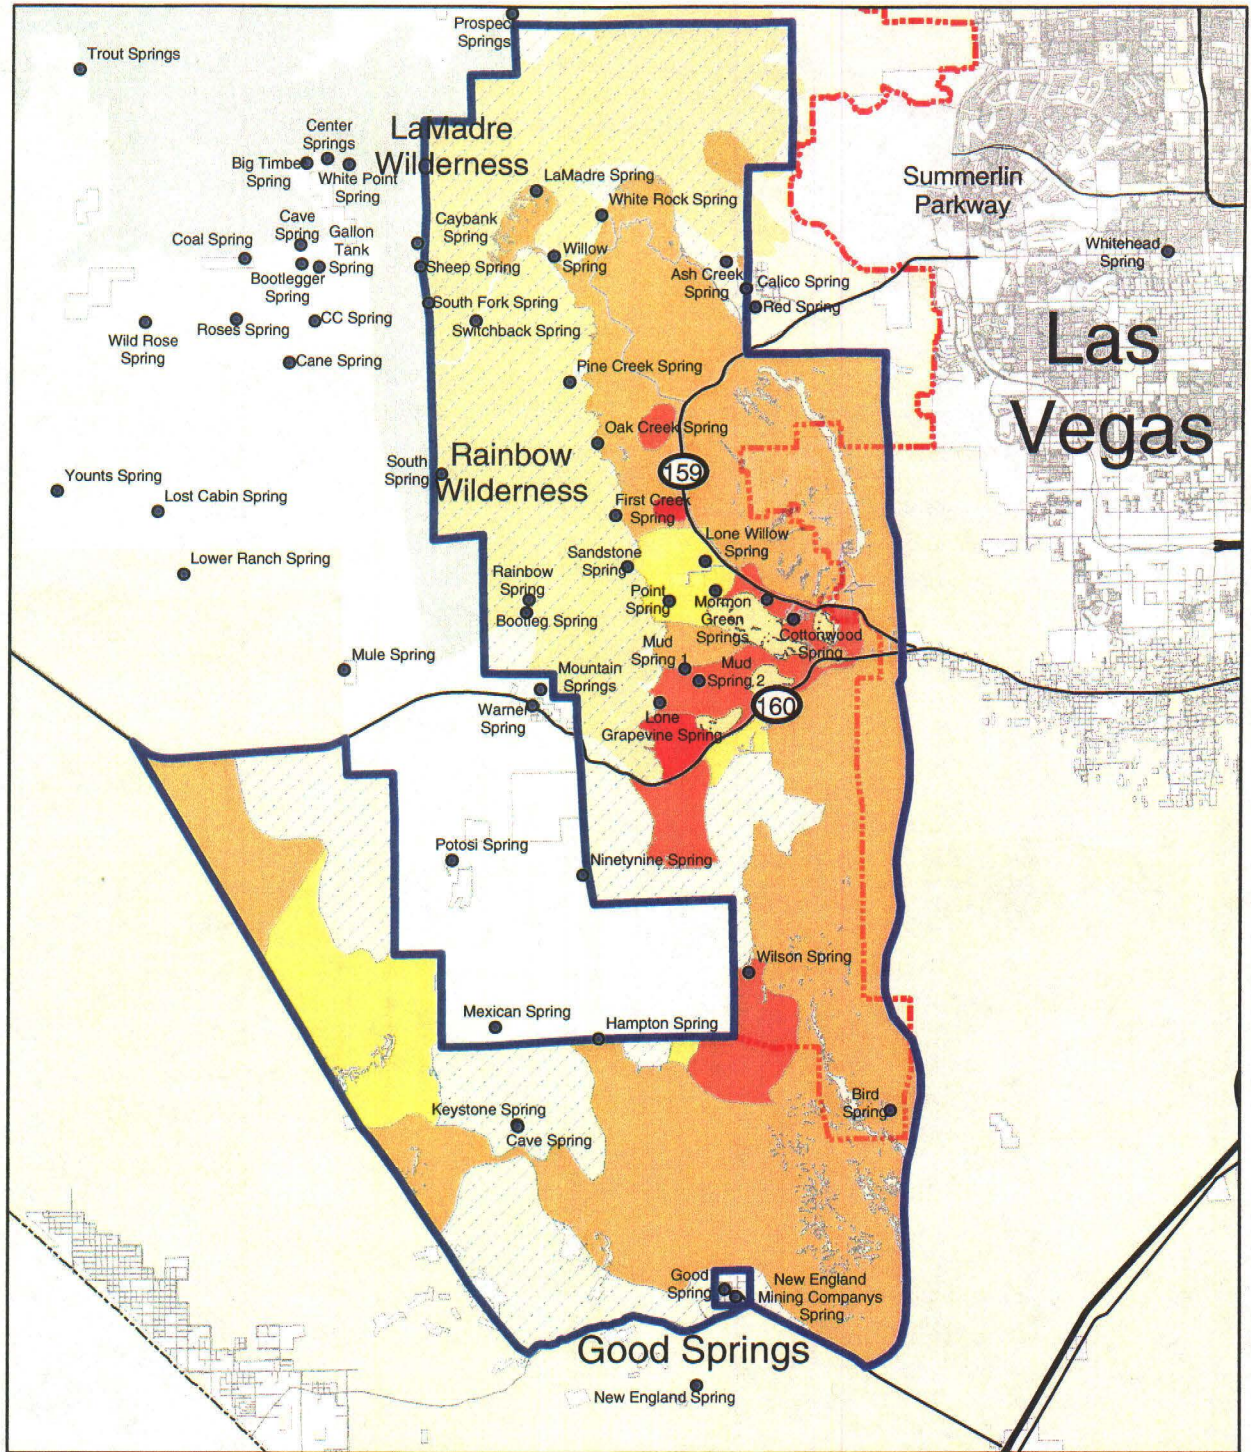 Prospec
Springs
Trout Springs
Center
Springs
LaMadre
Wilderness
Big Timber
Spring
White Point
Spring
LaMadre Spring
White Rock Spring
Summerlin
Parkway
Cave
Spring
Gallon
Tank
Spring
Coal Spring
Bootlegger
Spring
Caybank
Spring
Sheep Spring
Willow
Spring
Ash Creek
Spring
Calico Spring
Red Spring
Whitehead
Spring
South Fork Spring
Switchback Spring
Wild Rose
Spring
Roses Spring
CC Spring
Cane Spring
Las
Vegas
Pine Creek Spring
Oak Creek Spring
159
South
Spring
Rainbow
Wilderness
Younts Spring
Lost Cabin Spring
First Creek
Spring
Lone Willow
Spring
Lower Ranch Spring
Sandstone
Spring
Rainbow
Spring
Bootleg Spring
Point
Spring
Mormon
Green
Springs
Cottonwood
Spring
Mud
Spring 1
Mud
Spring 2
Mule Spring
Mountain
Springs
Warner
Spring
Lone
Grapevine Spring
160
Potosi Spring
Ninetynine Spring
Wilson Spring
Mexican Spring
Hampton Spring
Bird
Spring
Keystone Spring
Cave Spring
Good
Spring
New England
Mining Companys
Spring
Good Springs
New England Spring